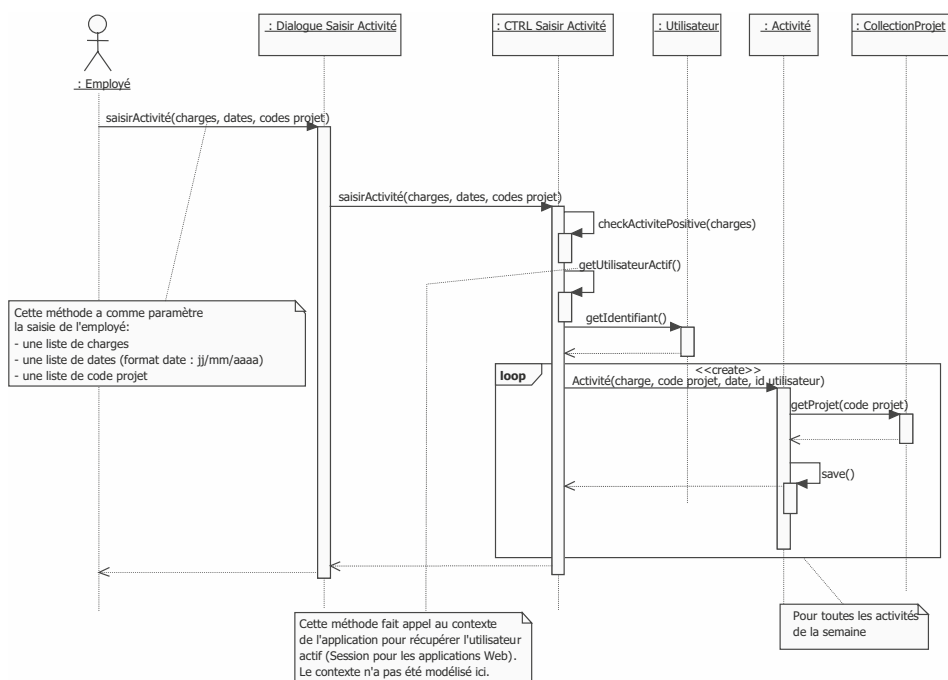 : Dialogue Saisir Activité
: CTRL Saisir Activité
: Utilisateur
: Activité
: CollectionProjet
: Employé
saisirActivité(charges, dates, codes projet)
saisirActivité(charges, dates, codes projet)
checkActivitePositive(charges)
getUtilisateurActif()
Cette méthode a comme paramètre
la saisie de l'employé:
- une liste de charges
- une liste de dates (format date : jj/mm/aaaa)
- une liste de code projet
getIdentifiant()
loop
<<create>>
Activité(charge, code projet, date, id utilisateur)
getProjet(code projet)
save()
Pour toutes les activités
de la semaine
Cette méthode fait appel au contexte
de l'application pour récupérer l'utilisateur
actif (Session pour les applications Web).
Le contexte n'a pas été modélisé ici.